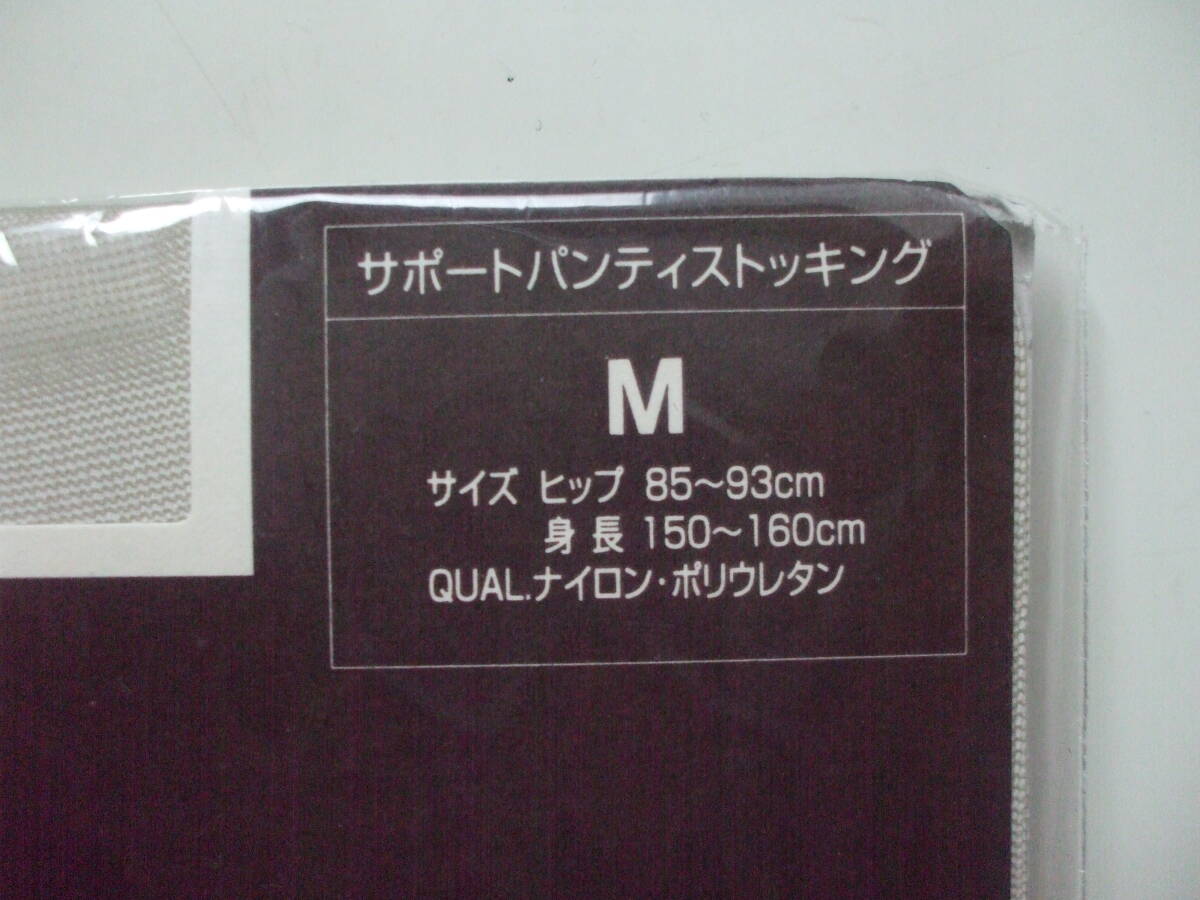 サポートパンティストッキング
M
サイズ ヒップ 85～93cm
身長 150～160cm
QUAL.ナイロン・ポリウレタン